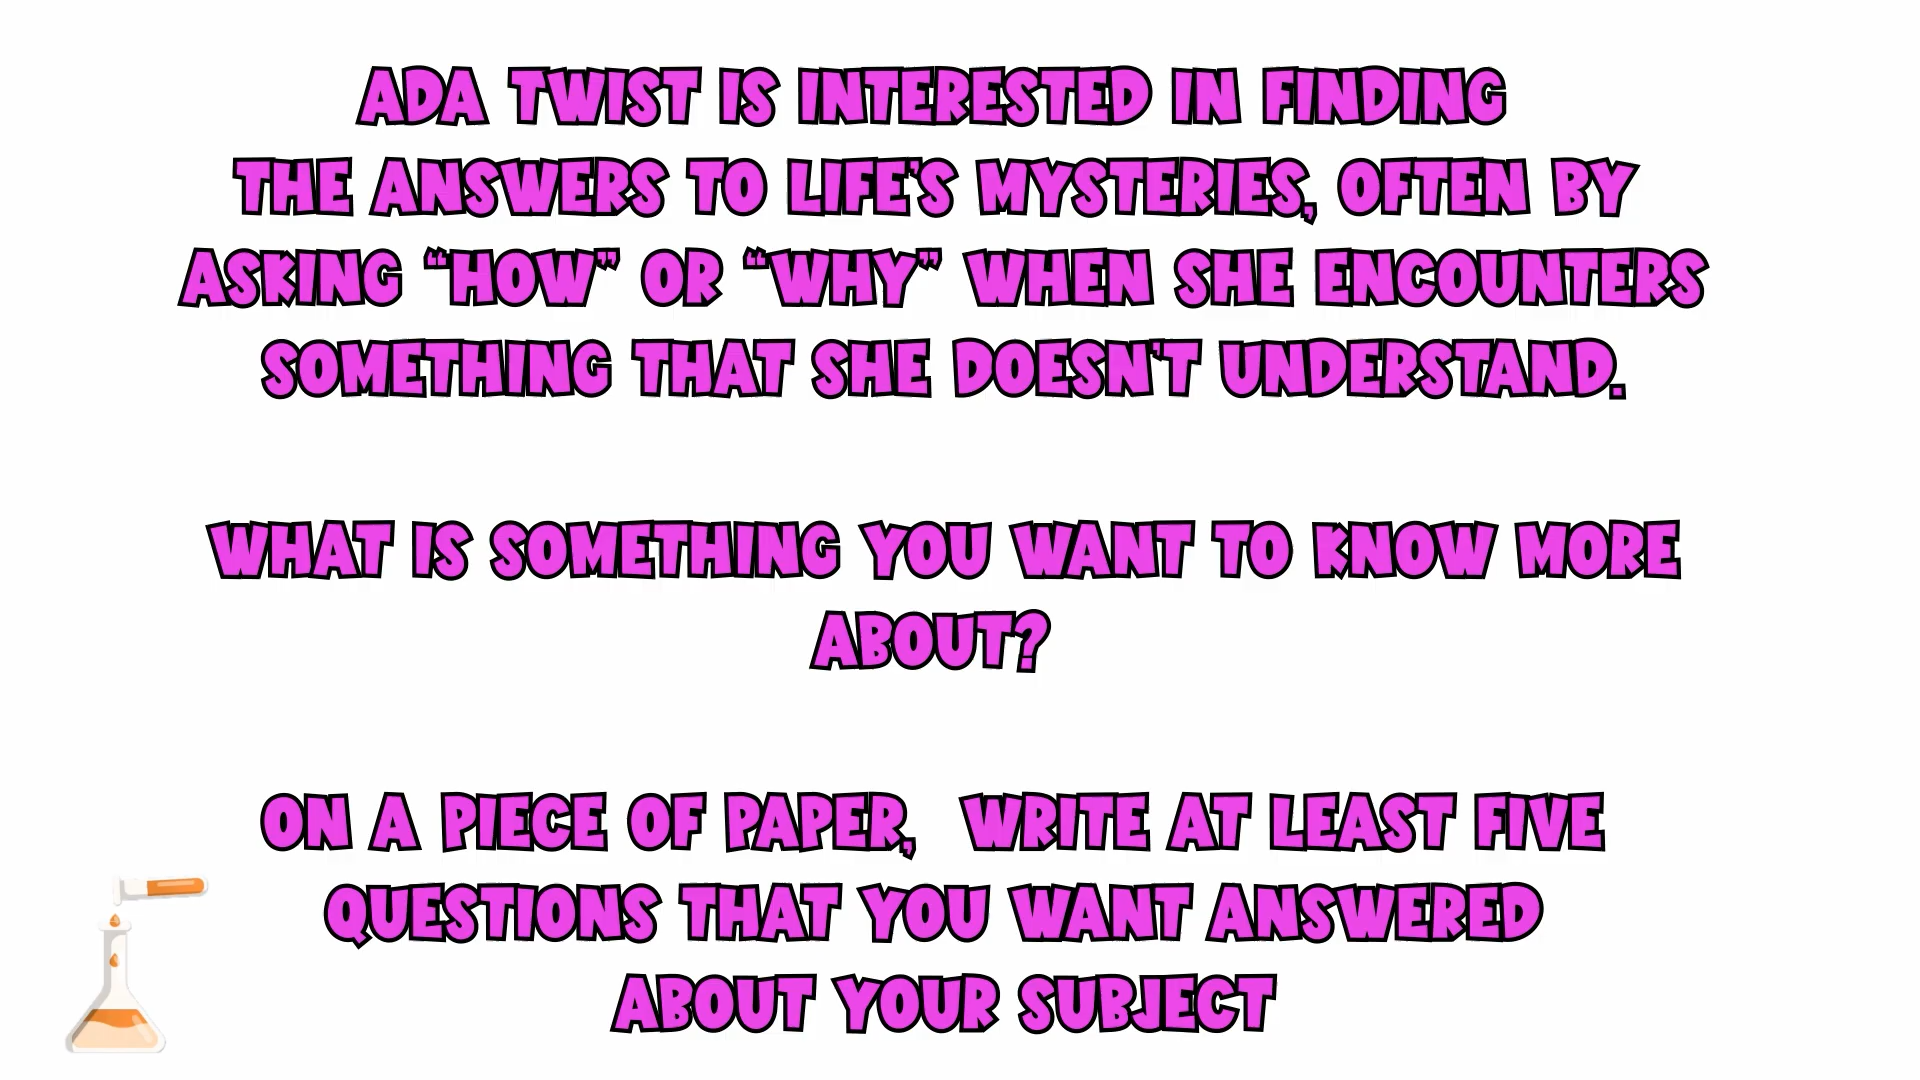 ADA TWIST IS INTERESTED IN FINDING
THE ANSWERS TO LIFE'S MYSTERIES, OFTEN BY
ASKING “HOW” OR “WHY” WHEN SHE ENCOUNTERS
SOMETHING THAT SHE DOESN'T UNDERSTAND.
WHAT IS SOMETHING YOU WANT TO KNOW MORE
ABOUT?
ON A PIECE OF PAPER, WRITE AT LEAST FIVE
QUESTIONS THAT YOU WANT ANSWERED
ABOUT YOUR SUBJECT